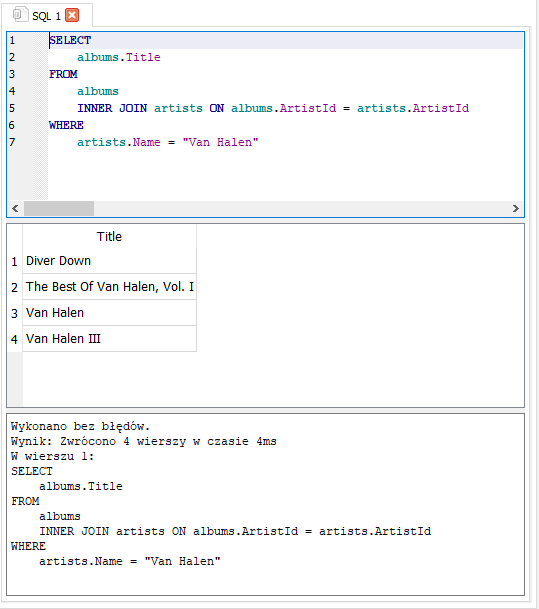 SQL 1
1 SELECT
2     albums.Title
3 FROM
4     albums
5     INNER JOIN artists ON albums.ArtistId = artists.ArtistId
6 WHERE
7     artists.Name = "Van Halen"
Title
1 Diver Down
2 The Best Of Van Halen, Vol. I
3 Van Halen
4 Van Halen III
Wykonano bez błędów.
Wynik: Zwrócono 4 wierszy w czasie 4ms
W wierszu 1:
SELECT
    albums.Title
FROM
    albums
    INNER JOIN artists ON albums.ArtistId = artists.ArtistId
WHERE
    artists.Name = "Van Halen"